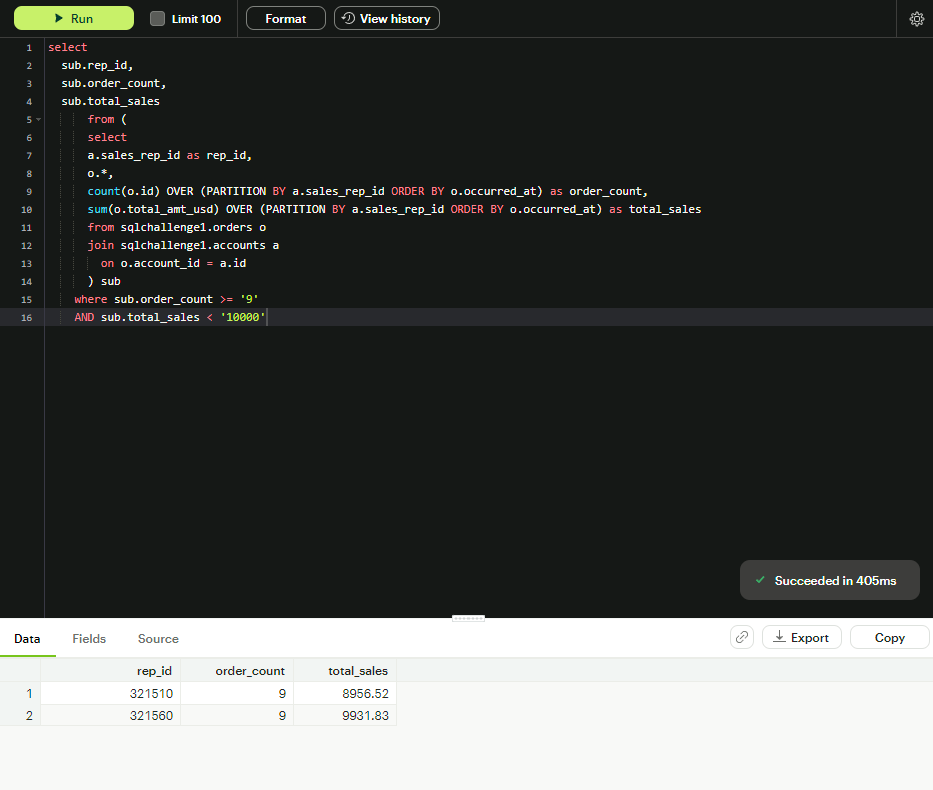 Run Limit 100 Format View history
1 select
2 sub.rep_id,
3 sub.order_count,
4 sub.total_sales
5 from (
6 select
7 a.sales_rep_id as rep_id,
8 o.*,
9 count(o.id) OVER (PARTITION BY a.sales_rep_id ORDER BY o.occurred_at) as order_count,
10 sum(o.total_amt_usd) OVER (PARTITION BY a.sales_rep_id ORDER BY o.occurred_at) as total_sales
11 from sqlchallenge1.orders o
12 join sqlchallenge1.accounts a
13 on o.account_id = a.id
14 ) sub
15 where sub.order_count >= '9'
16 AND sub.total_sales < '10000'
Succeeded in 405ms
Data Fields Source Export Copy
rep_id order_count total_sales
1 321510 9 8956.52
2 321560 9 9931.83